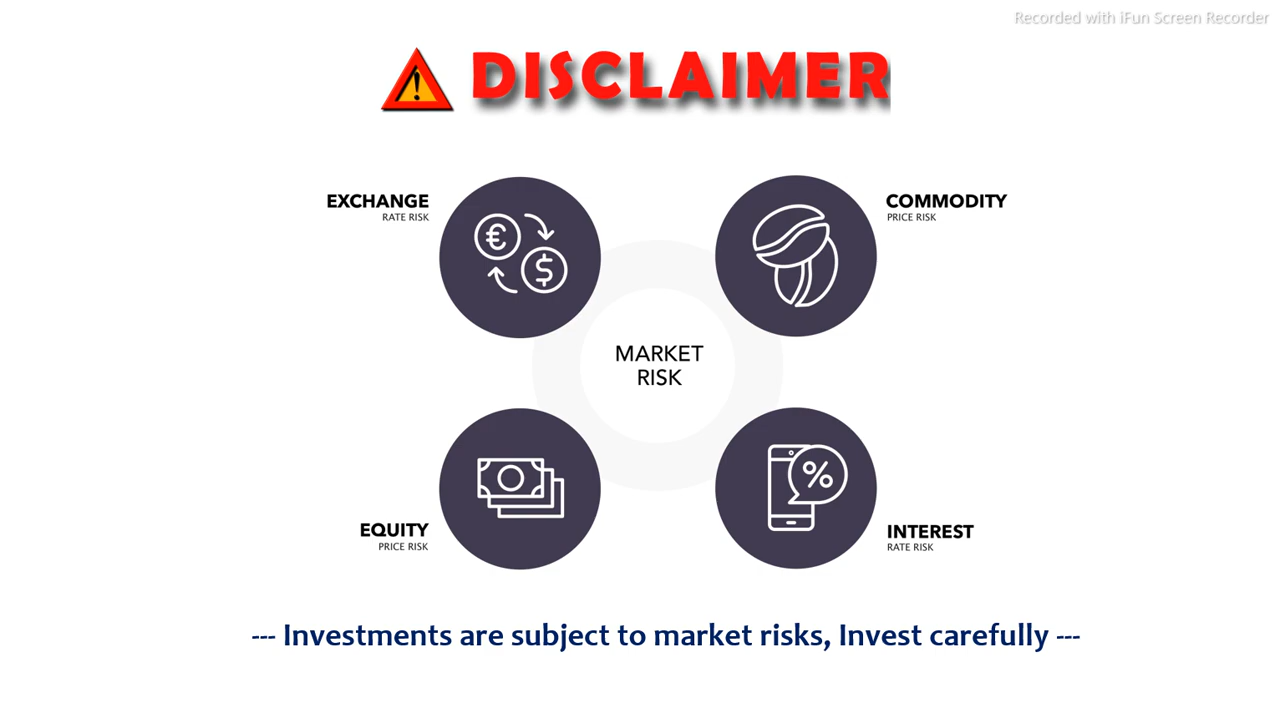 Recorded with iFun Screen Recorder
DISCLAIMER
EXCHANGE
RATE RISK
COMMODITY
PRICE RISK
MARKET
RISK
EQUITY
PRICE RISK
INTEREST
RATE RISK
--- Investments are subject to market risks, Invest carefully ---